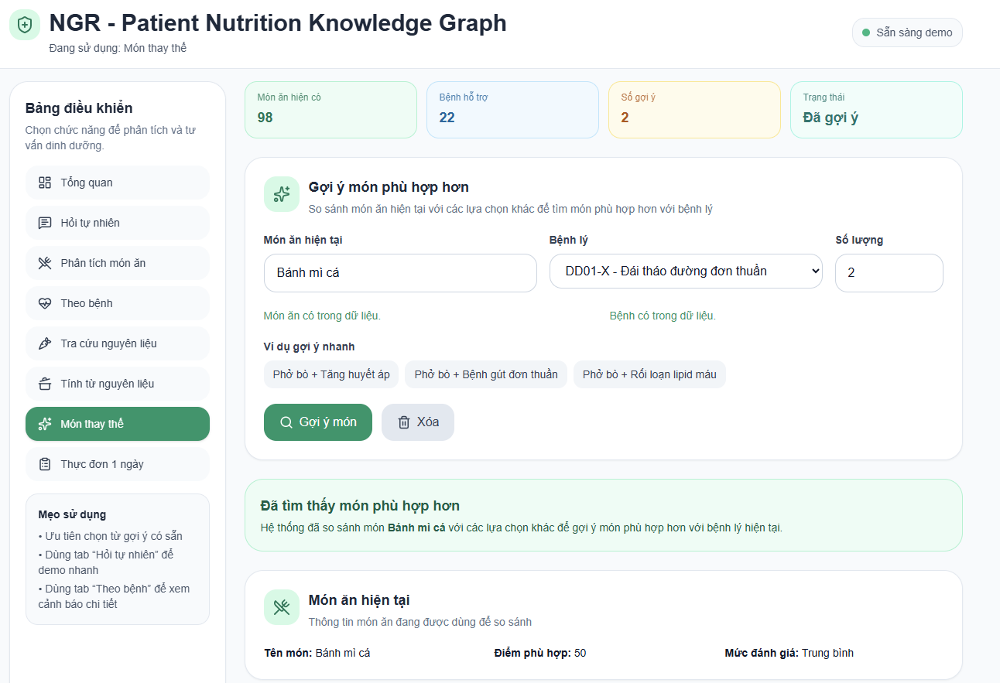 NGR - Patient Nutrition Knowledge Graph
Đang sử dụng: Món thay thế
Sẵn sàng demo
Bảng điều khiển
Chọn chức năng để phân tích và tư
vấn dinh dưỡng.
Tổng quan
Hỏi tự nhiên
Phân tích món ăn
Theo bệnh
Tra cứu nguyên liệu
Tính từ nguyên liệu
Món thay thế
Thực đơn 1 ngày
Mẹo sử dụng
• Ưu tiên chọn từ gợi ý có sẵn
• Dùng tab “Hỏi tự nhiên” để
demo nhanh
• Dùng tab “Theo bệnh” để xem
cảnh báo chi tiết
Món ăn hiện có
98
Bệnh hỗ trợ
22
Số gợi ý
2
Trạng thái
Đã gợi ý
Gợi ý món phù hợp hơn
So sánh món ăn hiện tại với các lựa chọn khác để tìm món phù hợp hơn với bệnh lý
Món ăn hiện tại
Bệnh lý
Số lượng
Bánh mì cá
DD01-X - Đái tháo đường đơn thuần
2
Món ăn có trong dữ liệu.
Bệnh có trong dữ liệu.
Ví dụ gợi ý nhanh
Phở bò + Tăng huyết áp
Phở bò + Bệnh gút đơn thuần
Phở bò + Rối loạn lipid máu
Gợi ý món
Xóa
Đã tìm thấy món phù hợp hơn
Hệ thống đã so sánh món Bánh mì cá với các lựa chọn khác để gợi ý món phù hợp hơn với bệnh lý hiện tại.
Món ăn hiện tại
Thông tin món ăn đang được dùng để so sánh
Tên món: Bánh mì cá
Điểm phù hợp: 50
Mức đánh giá: Trung bình